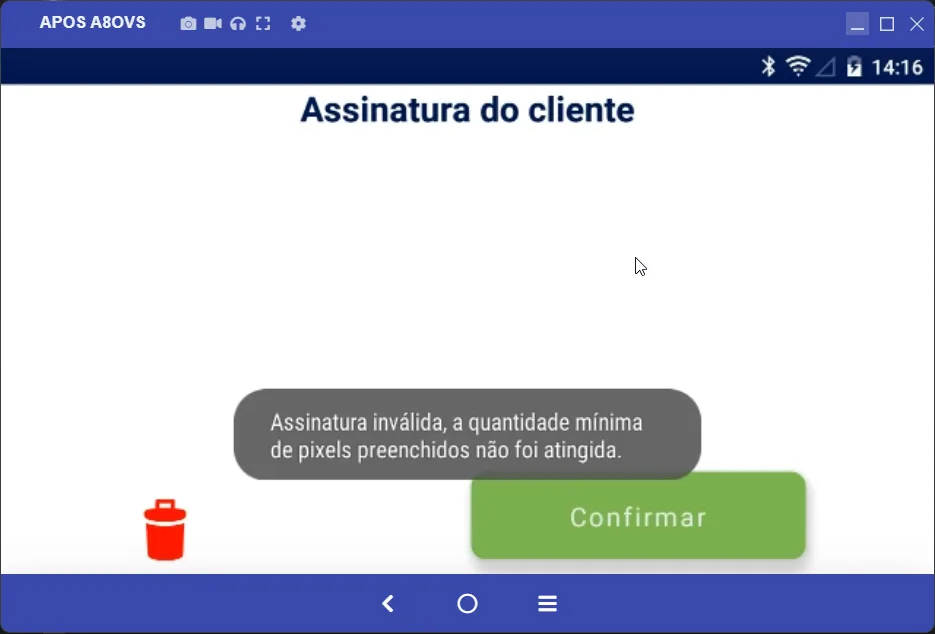 APOS A8OVS
14:16
Assinatura do cliente
Assinatura inválida, a quantidade mínima
de pixels preenchidos não foi atingida.
Confirmar